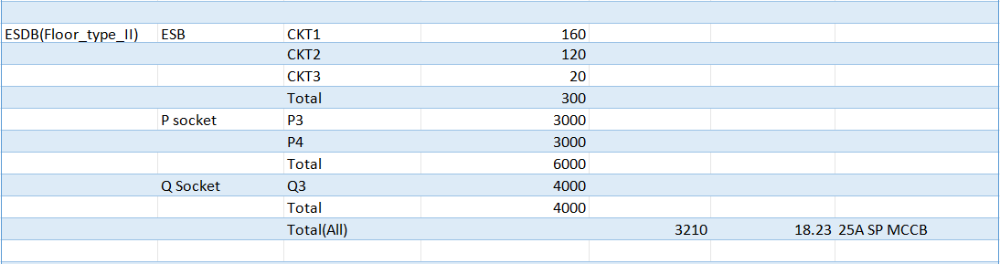 ESDB(Floor_type_II) ESB CKT1 160
CKT2 120
CKT3 20
Total 300
P socket P3 3000
P4 3000
Total 6000
Q Socket Q3 4000
Total 4000
Total(All) 3210 18.23 25A SP MCCB